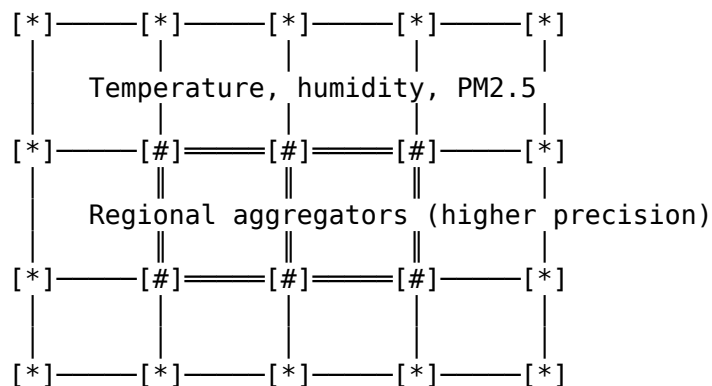 [*]─────[*]─────[*]─────[*]─────[*]
Temperature, humidity, PM2.5
[*]─────[#]═════[#]═════[#]─────[*]
Regional aggregators (higher precision)
[*]─────[#]═════[#]═════[#]─────[*]
[*]─────[*]─────[*]─────[*]─────[*]